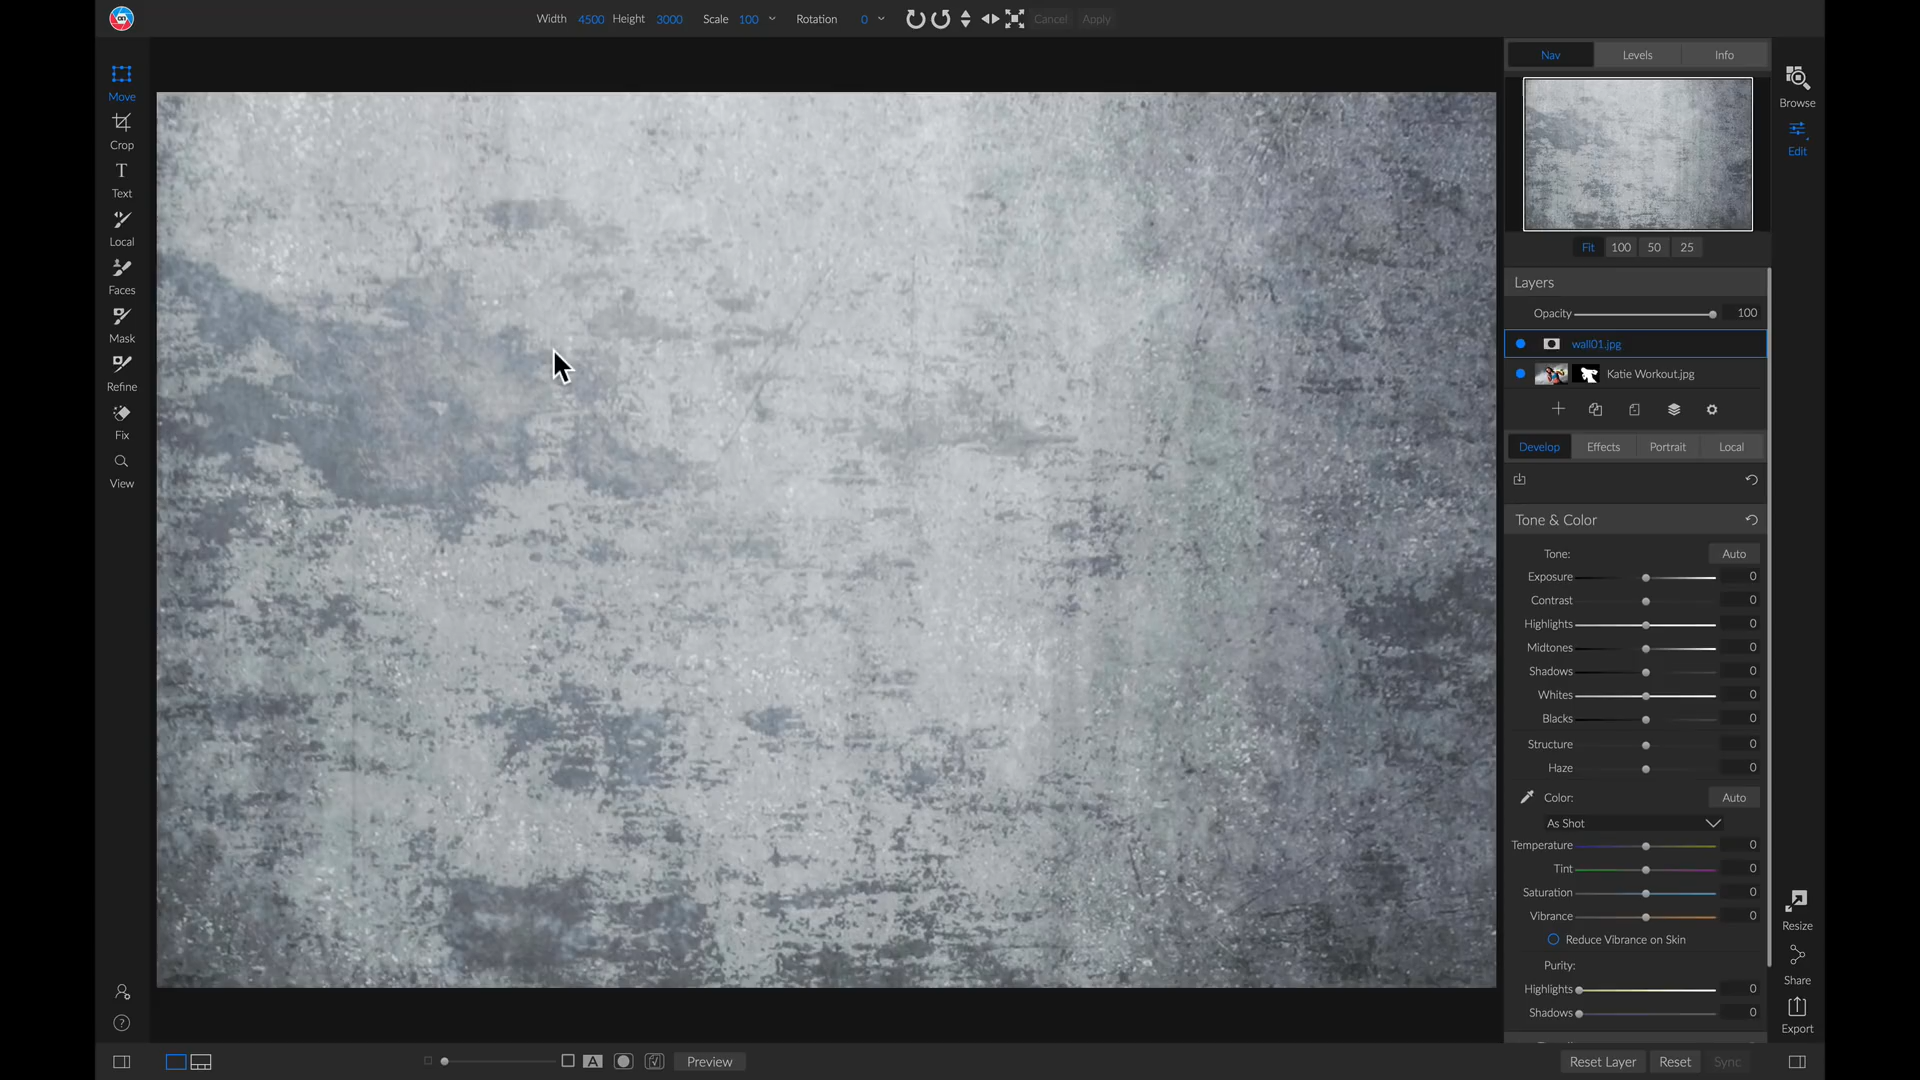 Width 4500 Height 3000 Scale 100 Rotation 0 Cancel Apply
Move
Crop
Text
Local
Faces
Mask
Refine
Fix
View
Nav Levels Info
Fit 100 50 25
Layers
Opacity 100
wall01.jpg
Katie Workout.jpg
Develop Effects Portrait Local
Tone & Color
Tone: Auto
Exposure 0
Contrast 0
Highlights 0
Midtones 0
Shadows 0
Whites 0
Blacks 0
Structure 0
Haze 0
Color: Auto
As Shot
Temperature 0
Tint 0
Saturation 0
Vibrance 0
Reduce Vibrance on Skin
Purity:
Highlights 0
Shadows 0
Browse
Edit
Resize
Share
Export
A Preview
Reset Layer Reset Sync